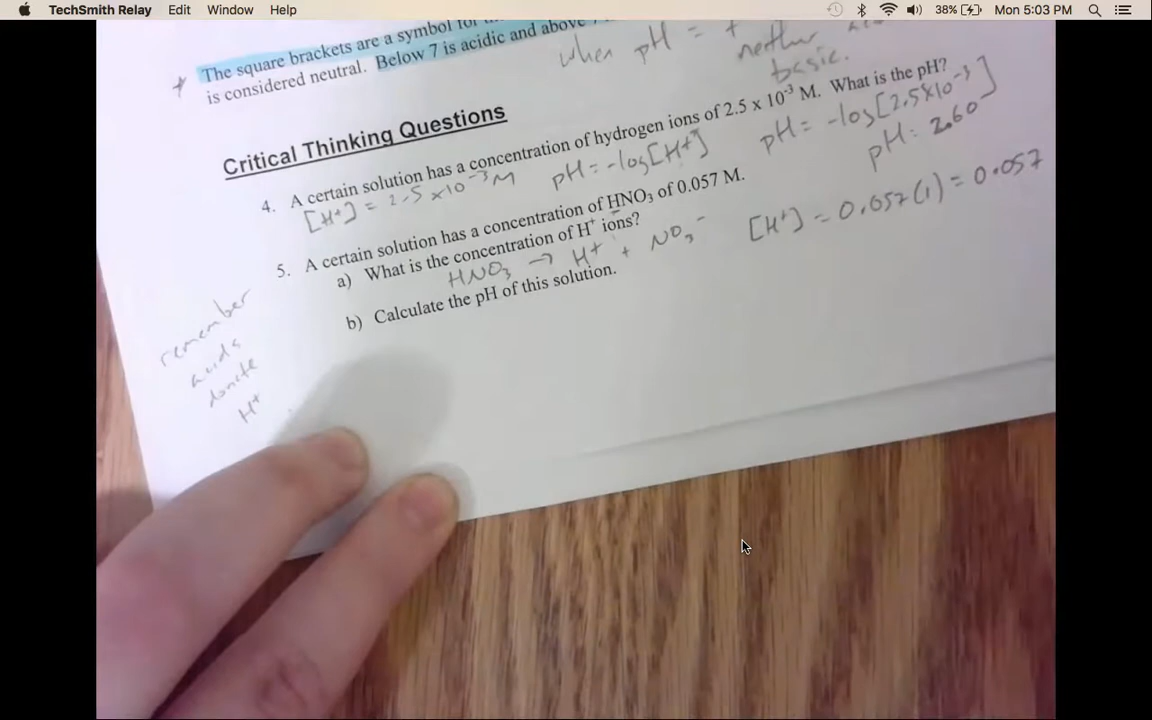 TechSmith Relay Edit Window Help 38% Mon 5:03 PM
The square brackets are a symbol for
is considered neutral. Below 7 is acidic and above
when pH =
neither
basic.
Critical Thinking Questions
4. A certain solution has a concentration of hydrogen ions of 2.5 x 10⁻³ M. What is the pH?
[H⁺] = 2.5 x10⁻³ M pH = -log[H⁺] pH = -log[2.5x10⁻³]
pH = 2.60
5. A certain solution has a concentration of HNO₃ of 0.057 M.
a) What is the concentration of H⁺ ions?
HNO₃ → H⁺ + NO₃⁻ [H⁺] = 0.057(1) = 0.057
b) Calculate the pH of this solution.
remember
acids
donate
H⁺